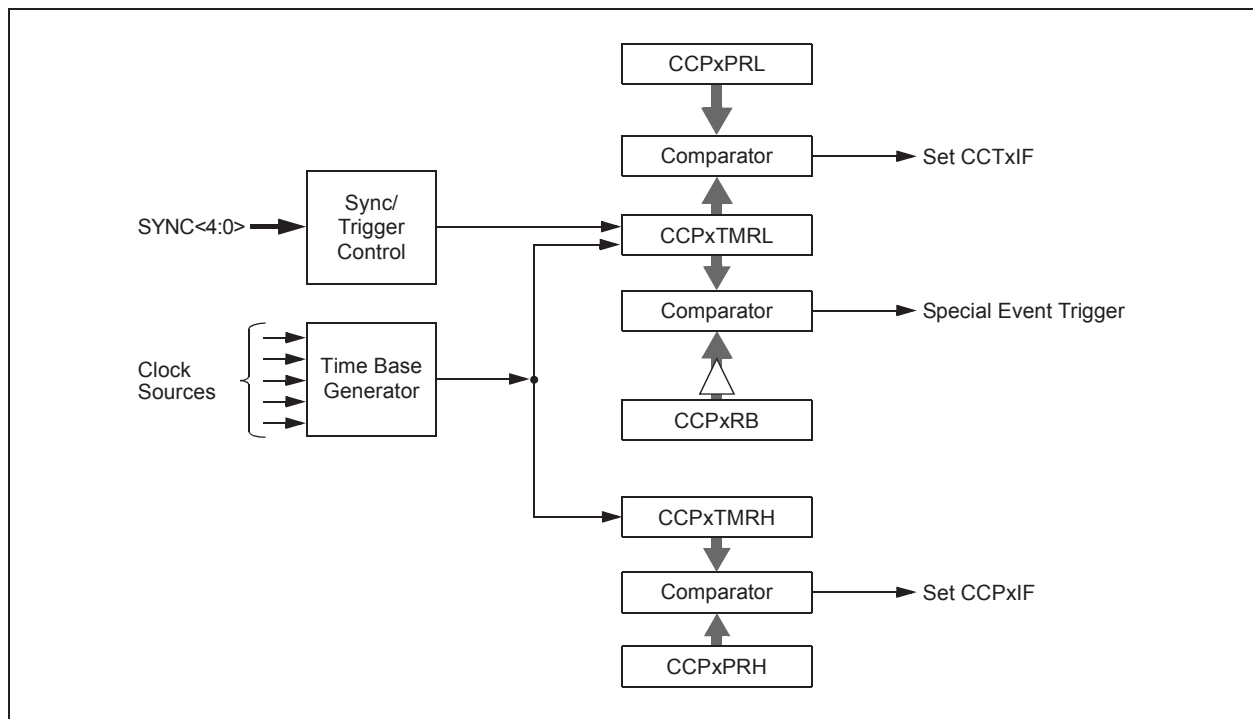 CCPxPRL
Comparator
Set CCTxIF
Sync/
Trigger
Control
SYNC<4:0>
CCPxTMRL
Comparator
Special Event Trigger
Clock
Sources
Time Base
Generator
CCPxRB
CCPxTMRH
Comparator
Set CCPxIF
CCPxPRH